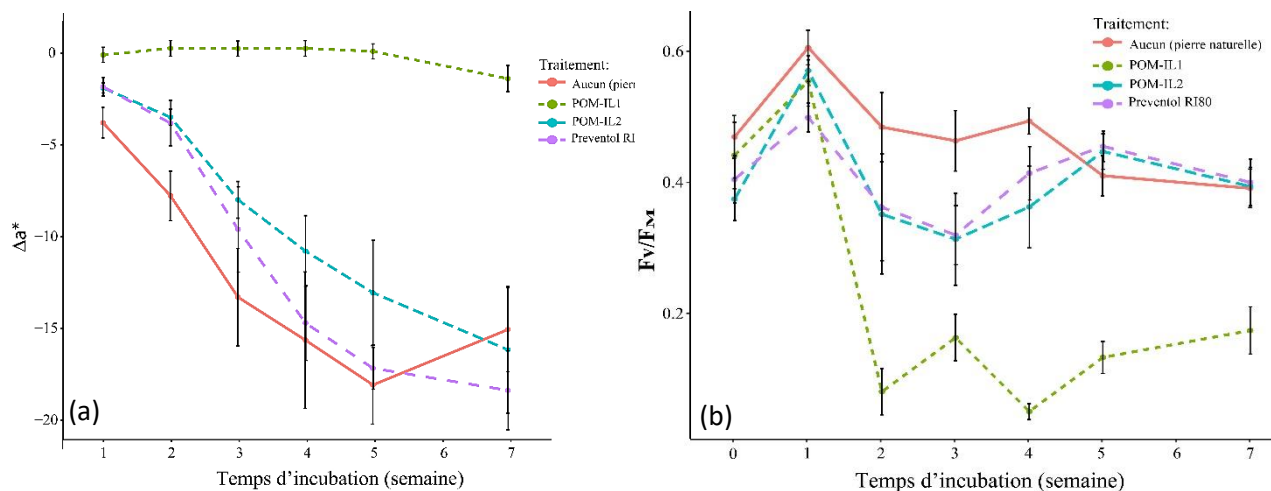 Traitement:
Aucun (pierr
POM-IL1
POM-IL2
Preventol RI
0
−5
−10
−15
−20
Δa*
(a)
1 2 3 4 5 6 7
Temps d’incubation (semaine)
Traitement:
Aucun (pierre naturelle)
POM-IL1
POM-IL2
Preventol RI80
0.6
0.4
0.2
Fv/FM
(b)
0 1 2 3 4 5 6 7
Temps d’incubation (semaine)